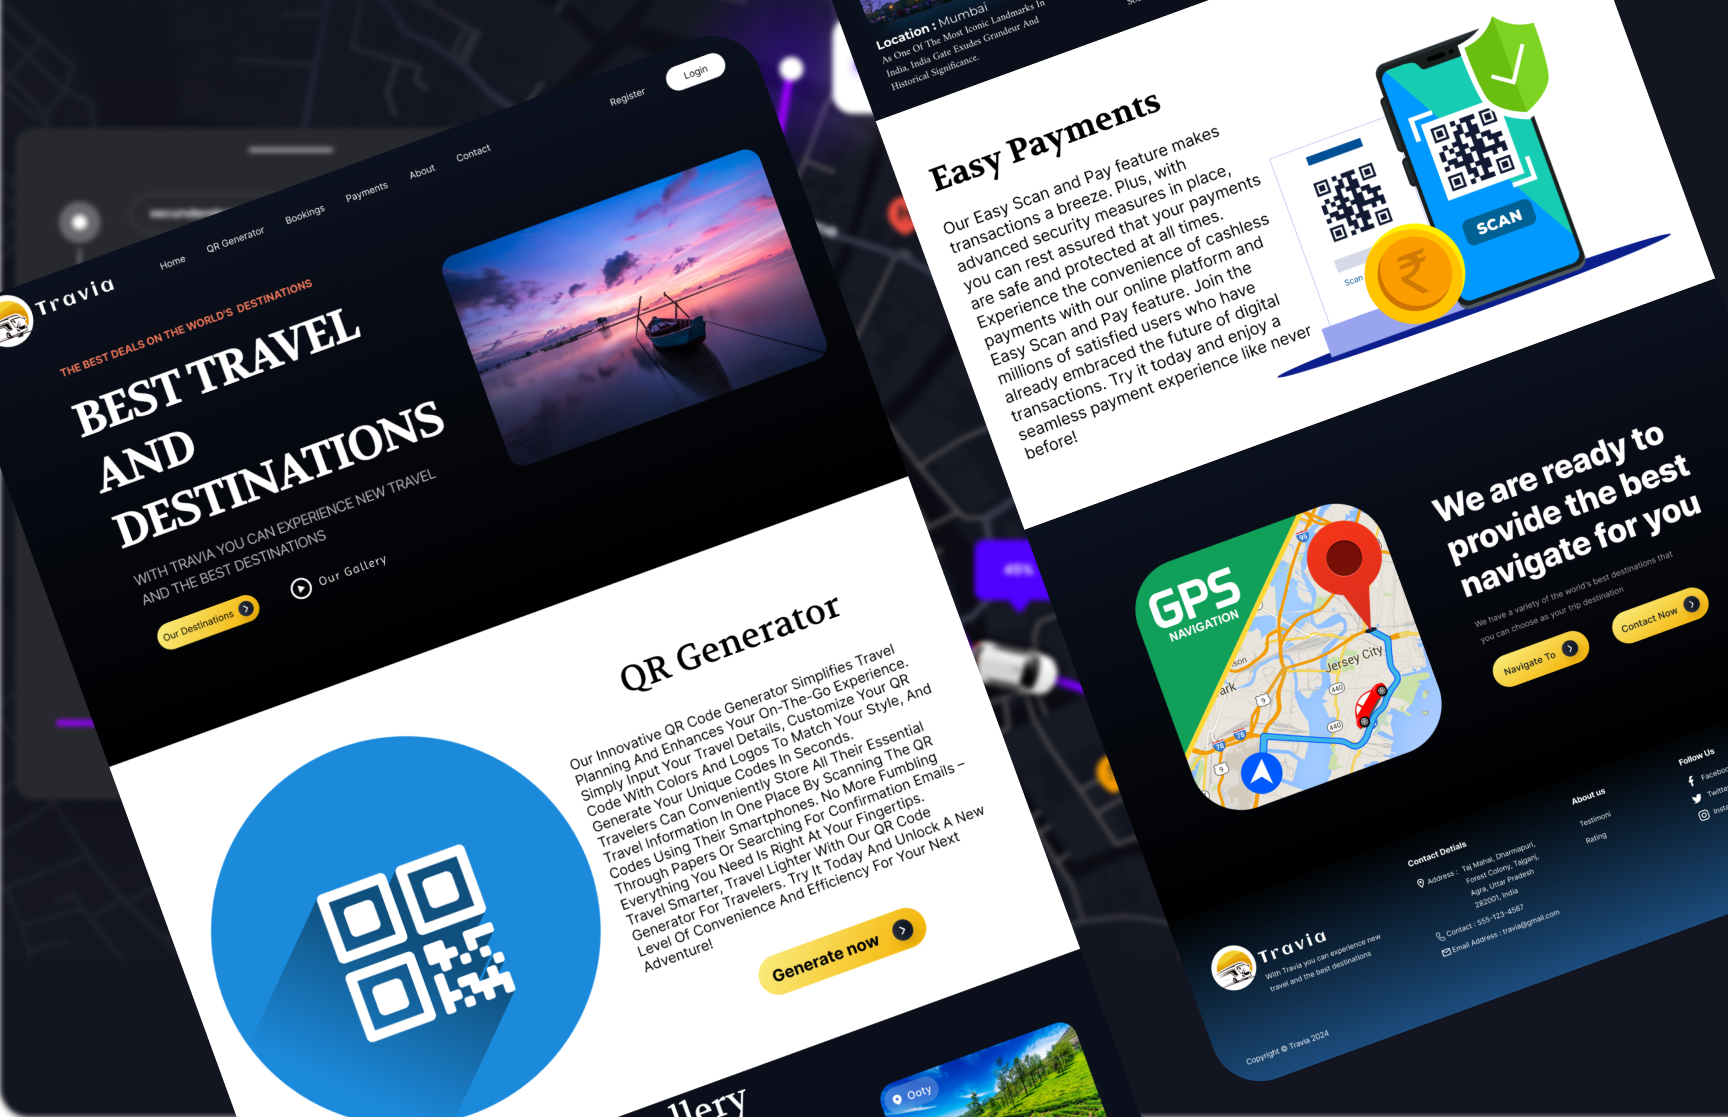 Login
Register
Contact
About
Payments
Bookings
QR Generator
Home
Travia
THE BEST DEALS ON THE WORLD'S DESTINATIONS
BEST TRAVEL
AND
DESTINATIONS
WITH TRAVIA YOU CAN EXPERIENCE NEW TRAVEL
AND THE BEST DESTINATIONS
Our Destinations
Our Gallery
QR Generator
Our Innovative QR Code Generator Simplifies Travel
Planning And Enhances Your On-The-Go Experience.
Simply Input Your Travel Details, Customize Your QR
Code With Colors And Logos To Match Your Style, And
Generate Your Unique Codes In Seconds.
Travelers Can Conveniently Store All Their Essential
Travel Information In One Place By Scanning The QR
Codes Using Their Smartphones. No More Fumbling
Through Papers Or Searching For Confirmation Emails –
Everything You Need Is Right At Your Fingertips.
Travel Smarter, Travel Lighter With Our QR Code
Generator For Travelers. Try It Today And Unlock A New
Level Of Convenience And Efficiency For Your Next
Adventure!
Generate now
llery
Ooty
Location : Mumbai
As One Of The Most Iconic Landmarks In
India, India Gate Exudes Grandeur And
Historical Significance.
Easy Payments
Our Easy Scan and Pay feature makes
transactions a breeze. Plus, with
advanced security measures in place,
you can rest assured that your payments
are safe and protected at all times.
Experience the convenience of cashless
payments with our online platform and
Easy Scan and Pay feature. Join the
millions of satisfied users who have
already embraced the future of digital
transactions. Try it today and enjoy a
seamless payment experience like never
before!
Scan
₹
SCAN
45%
GPS
NAVIGATION
95
Jersey City
son
ark
440
9
440
78
78
9
We are ready to
provide the best
navigate for you
We have a variety of the world's best destinations that
you can choose as your trip destination
Navigate To
Contact Now
Follow Us
Facebo
Twitte
Insta
About us
Testimoni
Rating
Contact Detials
Address : Taj Mahal, Dharmapuri,
Forest Colony, Tajganj,
Agra, Uttar Pradesh
282001, India
Contact : 555-123-4567
Email Address : travia@gmail.com
Travia
With Travia you can experience new
travel and the best destinations
Copyright © Travia 2024